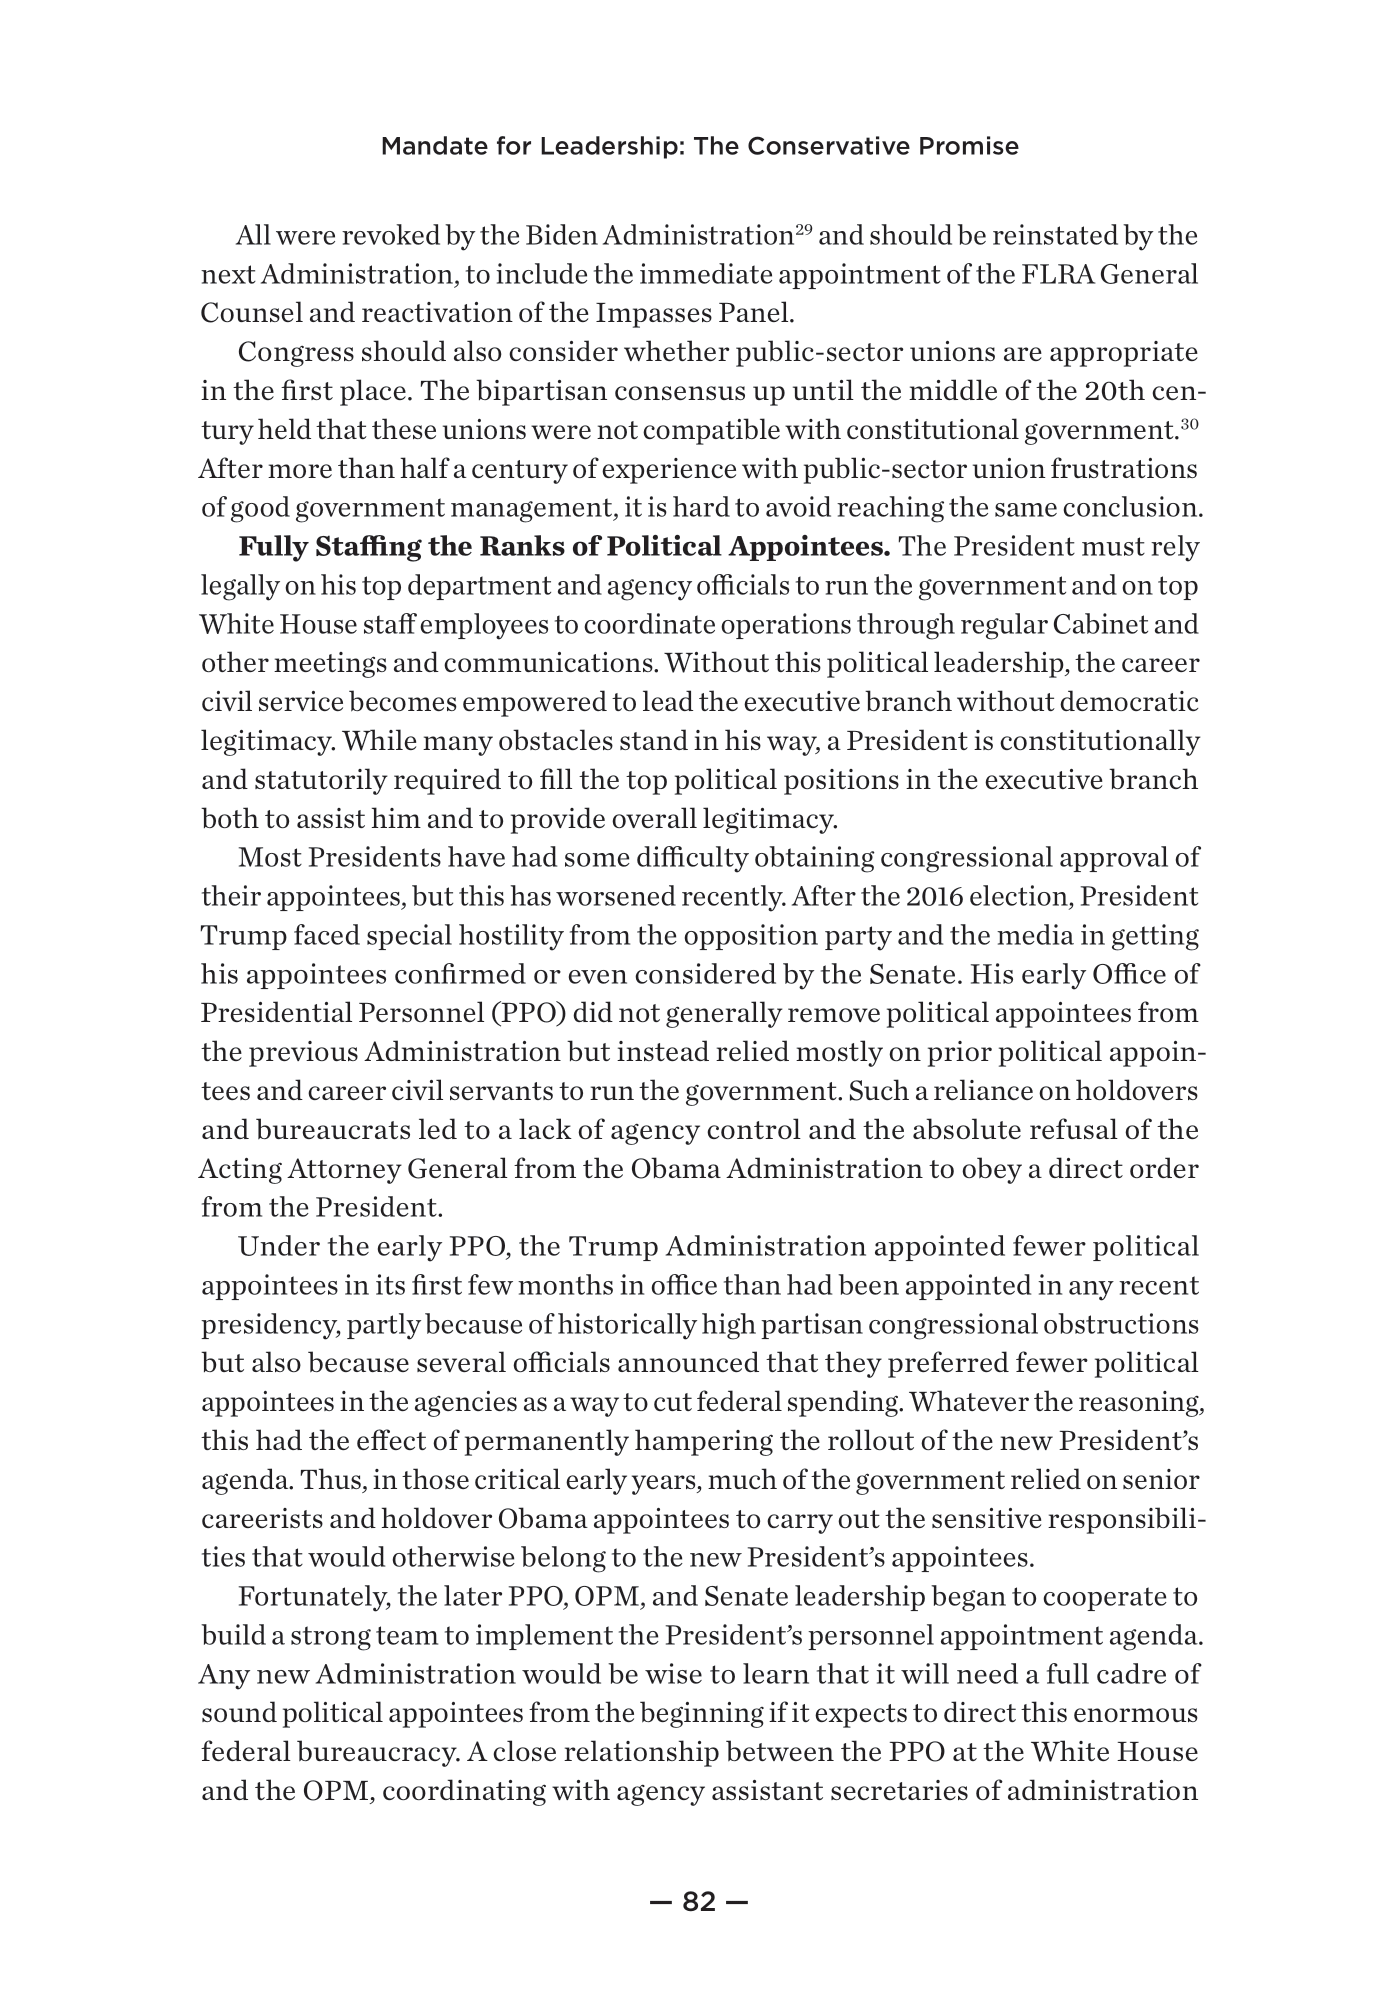 Mandate for Leadership: The Conservative Promise
All were revoked by the Biden Administration²⁹ and should be reinstated by the
next Administration, to include the immediate appointment of the FLRA General
Counsel and reactivation of the Impasses Panel.
Congress should also consider whether public-sector unions are appropriate
in the first place. The bipartisan consensus up until the middle of the 20th cen-
tury held that these unions were not compatible with constitutional government.³⁰
After more than half a century of experience with public-sector union frustrations
of good government management, it is hard to avoid reaching the same conclusion.
Fully Staffing the Ranks of Political Appointees. The President must rely
legally on his top department and agency officials to run the government and on top
White House staff employees to coordinate operations through regular Cabinet and
other meetings and communications. Without this political leadership, the career
civil service becomes empowered to lead the executive branch without democratic
legitimacy. While many obstacles stand in his way, a President is constitutionally
and statutorily required to fill the top political positions in the executive branch
both to assist him and to provide overall legitimacy.
Most Presidents have had some difficulty obtaining congressional approval of
their appointees, but this has worsened recently. After the 2016 election, President
Trump faced special hostility from the opposition party and the media in getting
his appointees confirmed or even considered by the Senate. His early Office of
Presidential Personnel (PPO) did not generally remove political appointees from
the previous Administration but instead relied mostly on prior political appoin-
tees and career civil servants to run the government. Such a reliance on holdovers
and bureaucrats led to a lack of agency control and the absolute refusal of the
Acting Attorney General from the Obama Administration to obey a direct order
from the President.
Under the early PPO, the Trump Administration appointed fewer political
appointees in its first few months in office than had been appointed in any recent
presidency, partly because of historically high partisan congressional obstructions
but also because several officials announced that they preferred fewer political
appointees in the agencies as a way to cut federal spending. Whatever the reasoning,
this had the effect of permanently hampering the rollout of the new President’s
agenda. Thus, in those critical early years, much of the government relied on senior
careerists and holdover Obama appointees to carry out the sensitive responsibili-
ties that would otherwise belong to the new President’s appointees.
Fortunately, the later PPO, OPM, and Senate leadership began to cooperate to
build a strong team to implement the President’s personnel appointment agenda.
Any new Administration would be wise to learn that it will need a full cadre of
sound political appointees from the beginning if it expects to direct this enormous
federal bureaucracy. A close relationship between the PPO at the White House
and the OPM, coordinating with agency assistant secretaries of administration
— 82 —